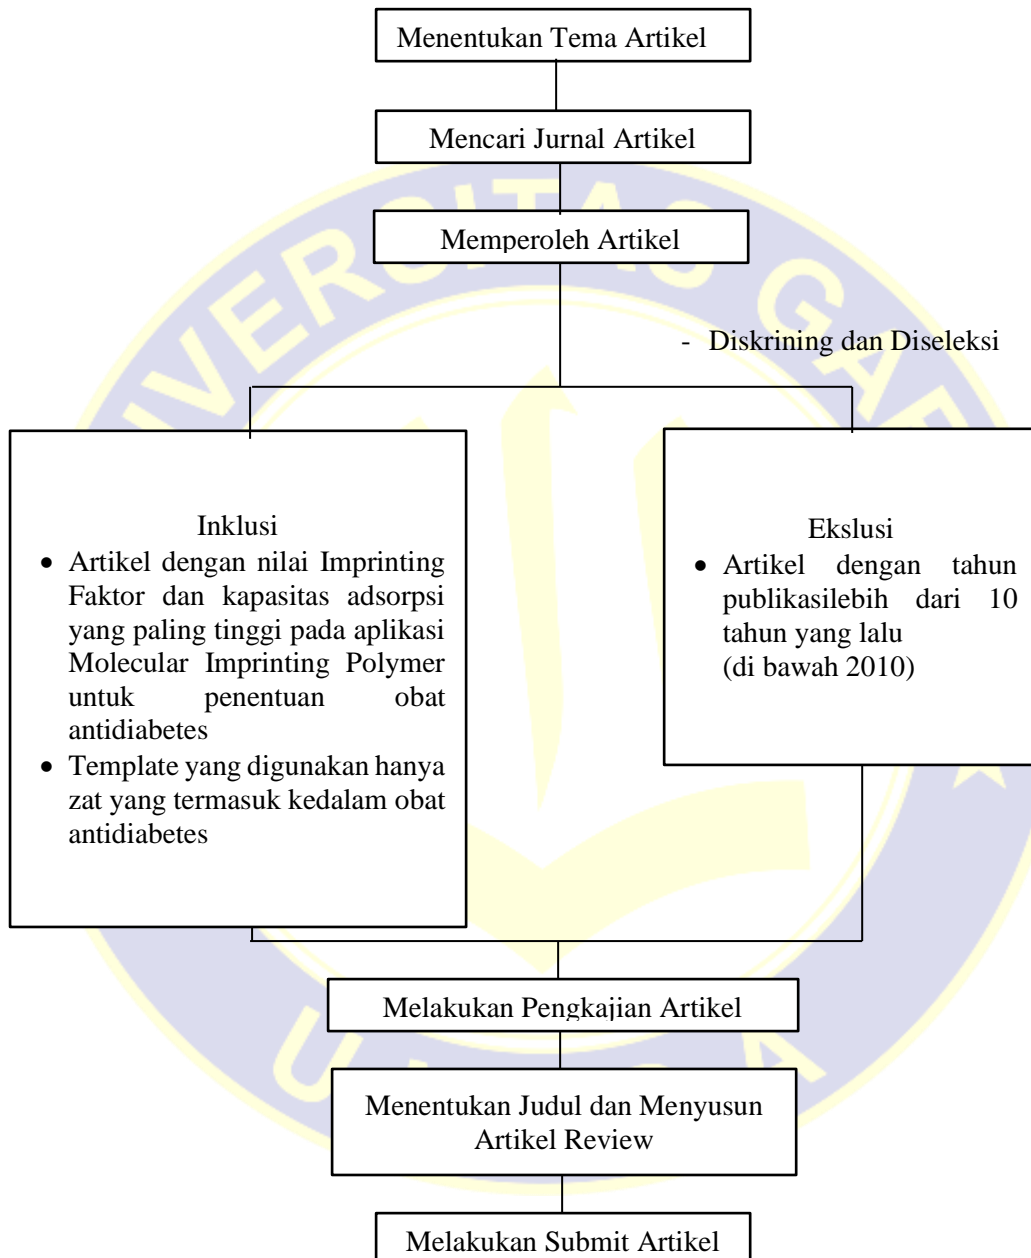 Menentukan Tema Artikel
Mencari Jurnal Artikel
Memperoleh Artikel
- Diskrining dan Diseleksi
Inklusi
• Artikel dengan nilai Imprinting
Faktor dan kapasitas adsorpsi
yang paling tinggi pada aplikasi
Molecular Imprinting Polymer
untuk penentuan obat
antidiabetes
• Template yang digunakan hanya
zat yang termasuk kedalam obat
antidiabetes
Ekslusi
• Artikel dengan tahun
publikasilebih dari 10
tahun yang lalu
(di bawah 2010)
Melakukan Pengkajian Artikel
Menentukan Judul dan Menyusun
Artikel Review
Melakukan Submit Artikel